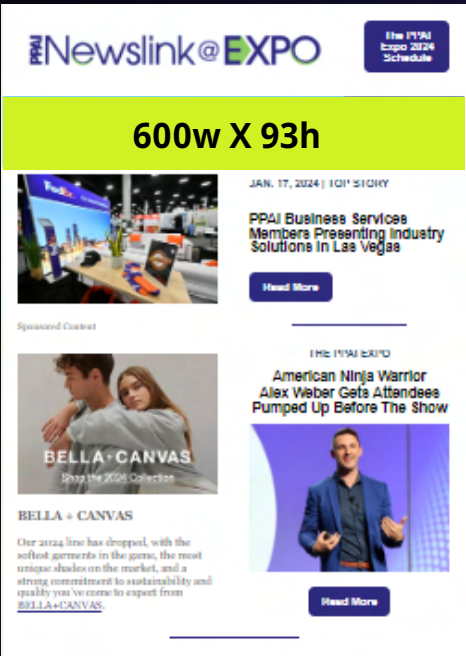 PPAI Newslink@EXPO
The PPAI
Expo 2024
Schedule
600w X 93h
FedEx
JAN. 17, 2024 | TOP STORY
PPAI Business Services
Members Presenting Industry
Solutions In Las Vegas
Read More
Sponsored Content
BELLA+CANVAS
Shop the 2024 Collection
BELLA + CANVAS
Our 2024 line has dropped, with the
softest garments in the game, the most
unique shades on the market, and a
strong commitment to sustainability and
quality you've come to expect from
BELLA+CANVAS.
THE PPAI EXPO
American Ninja Warrior
Alex Weber Gets Attendees
Pumped Up Before The Show
Read More